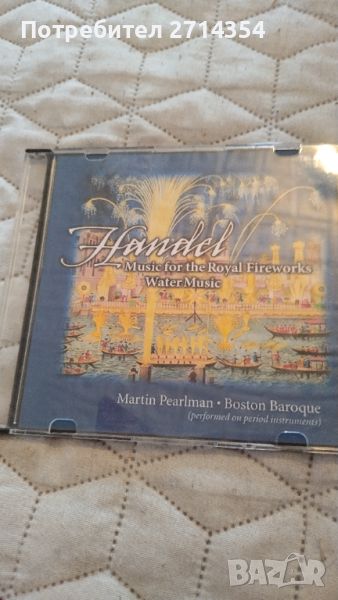 Потребител 2714354
Handel
Music for the Royal Fireworks
Water Music
Martin Pearlman • Boston Baroque
(performed on period instruments)
BAZAR